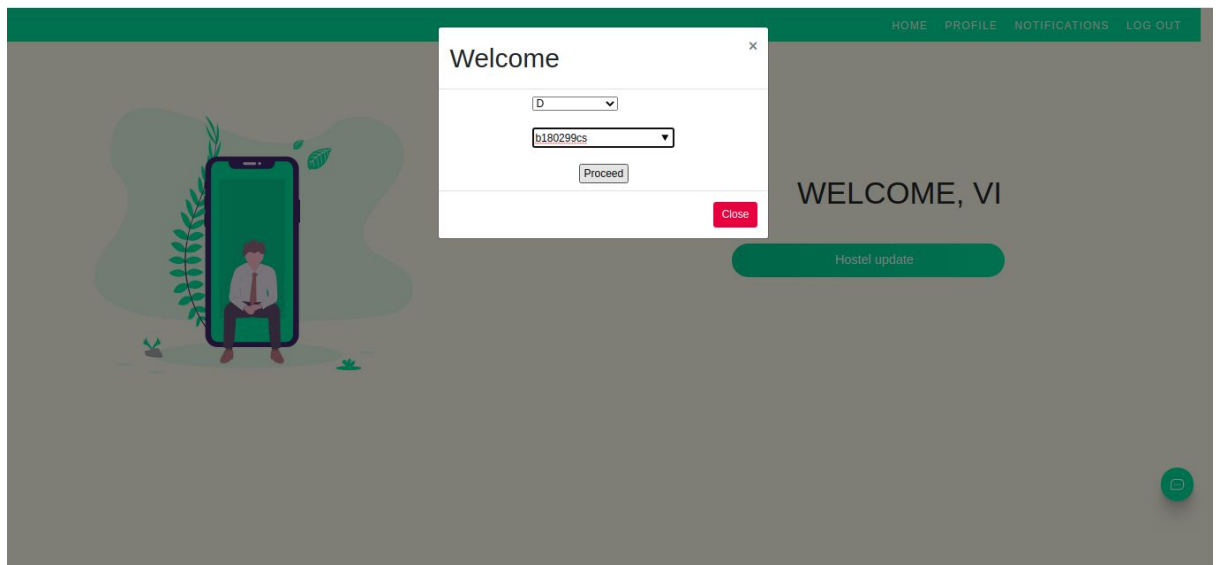 HOME PROFILE NOTIFICATIONS LOG OUT
Welcome
×
D
b180299cs
Proceed
Close
WELCOME, VI
Hostel update